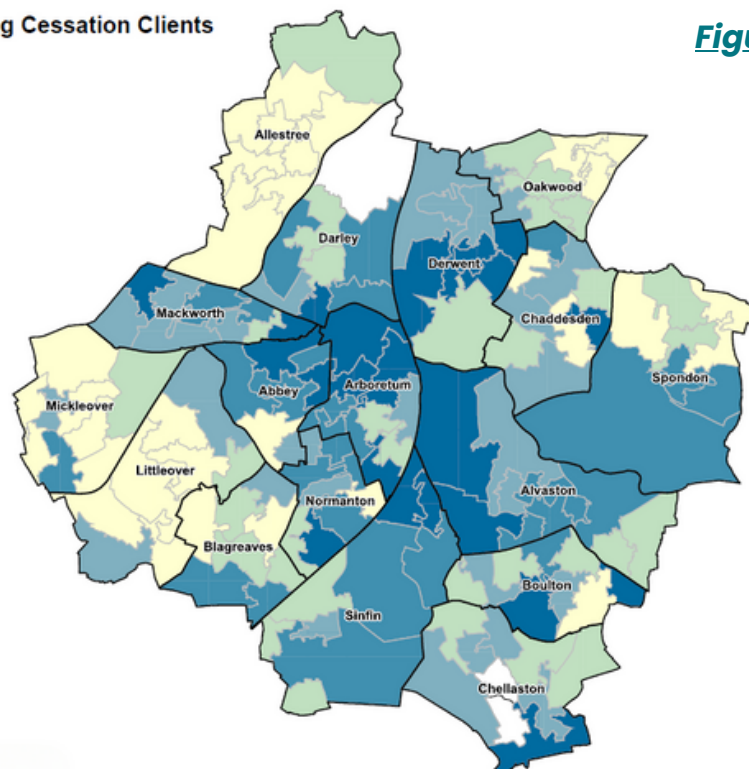 g Cessation Clients
Figu
Allestree
Oakwood
Darley
Derwent
Mackworth
Chaddesden
Spondon
Abbey
Arboretum
Mickleover
Littleover
Alvaston
Normanton
Blagreaves
Boulton
Sinfin
Chellaston